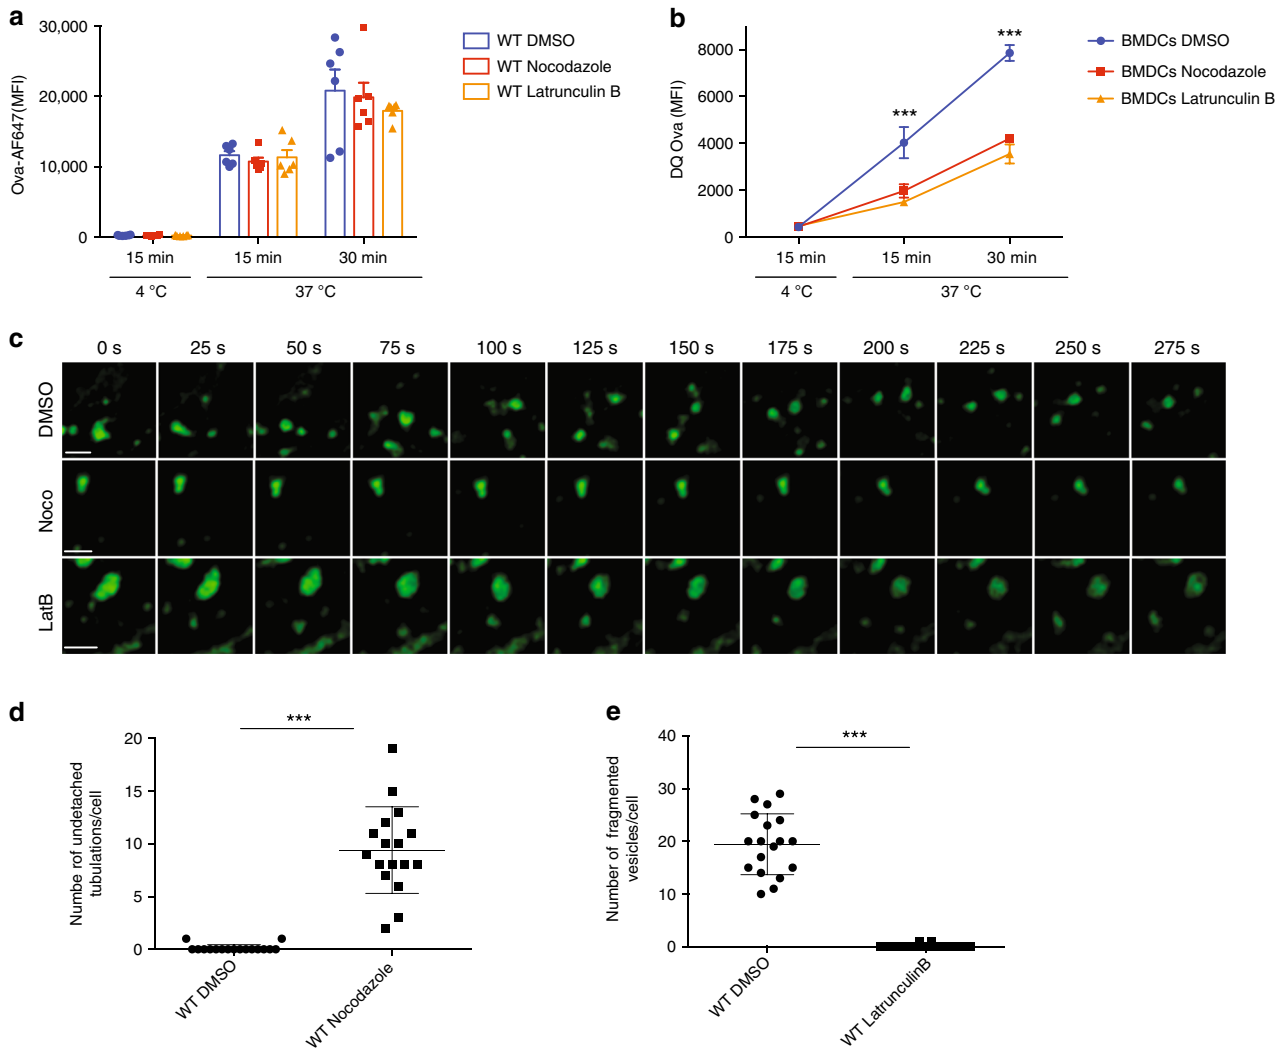 a
30,000
20,000
10,000
0
Ova-AF647(MFI)
15 min
15 min
30 min
4 °C
37 °C
WT DMSO
WT Nocodazole
WT Latrunculin B
b
8000
6000
4000
2000
0
DQ Ova (MFI)
***
***
15 min
15 min
30 min
4 °C
37 °C
BMDCs DMSO
BMDCs Nocodazole
BMDCs Latrunculin B
c
0 s 25 s 50 s 75 s 100 s 125 s 150 s 175 s 200 s 225 s 250 s 275 s
DMSO
Noco
LatB
d
***
20
15
10
5
0
Numbe rof undetached
tubulations/cell
WT DMSO
WT Nocodazole
e
***
40
30
20
10
0
Number of fragmented
vesicles/cell
WT DMSO
WT LatrunculinB